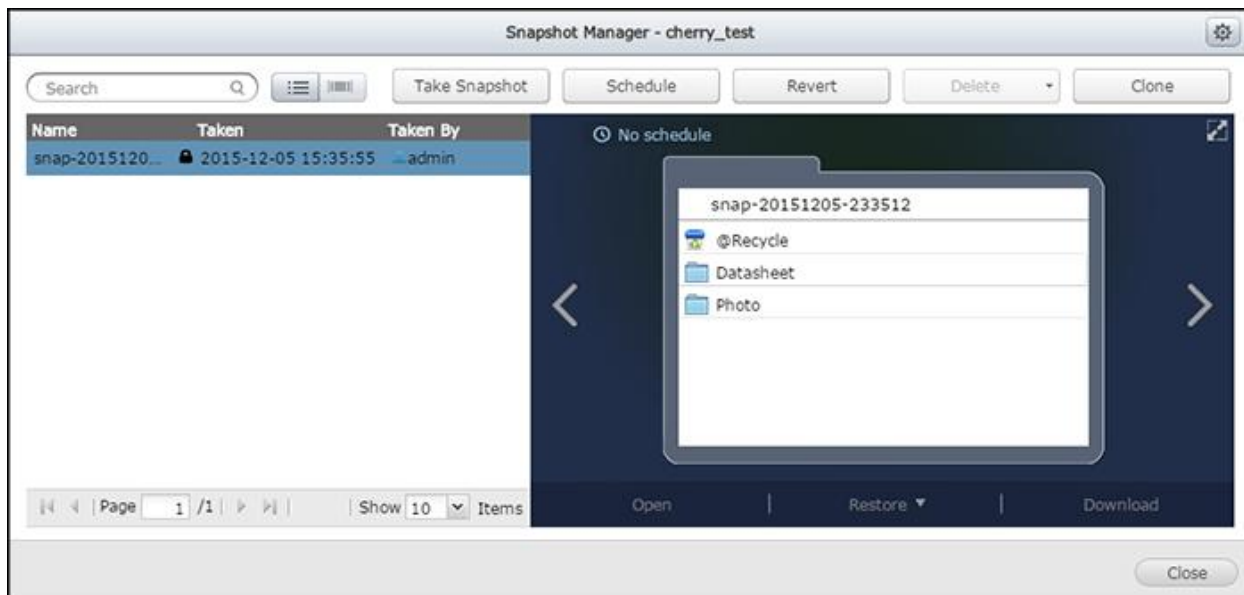 Snapshot Manager - cherry_test
Search Take Snapshot Schedule Revert Delete Clone
Name Taken Taken By
snap-2015120... 2015-12-05 15:35:55 admin
No schedule
snap-20151205-233512
@Recycle
Datasheet
Photo
Page 1 /1 Show 10 Items
Open | Restore | Download
Close